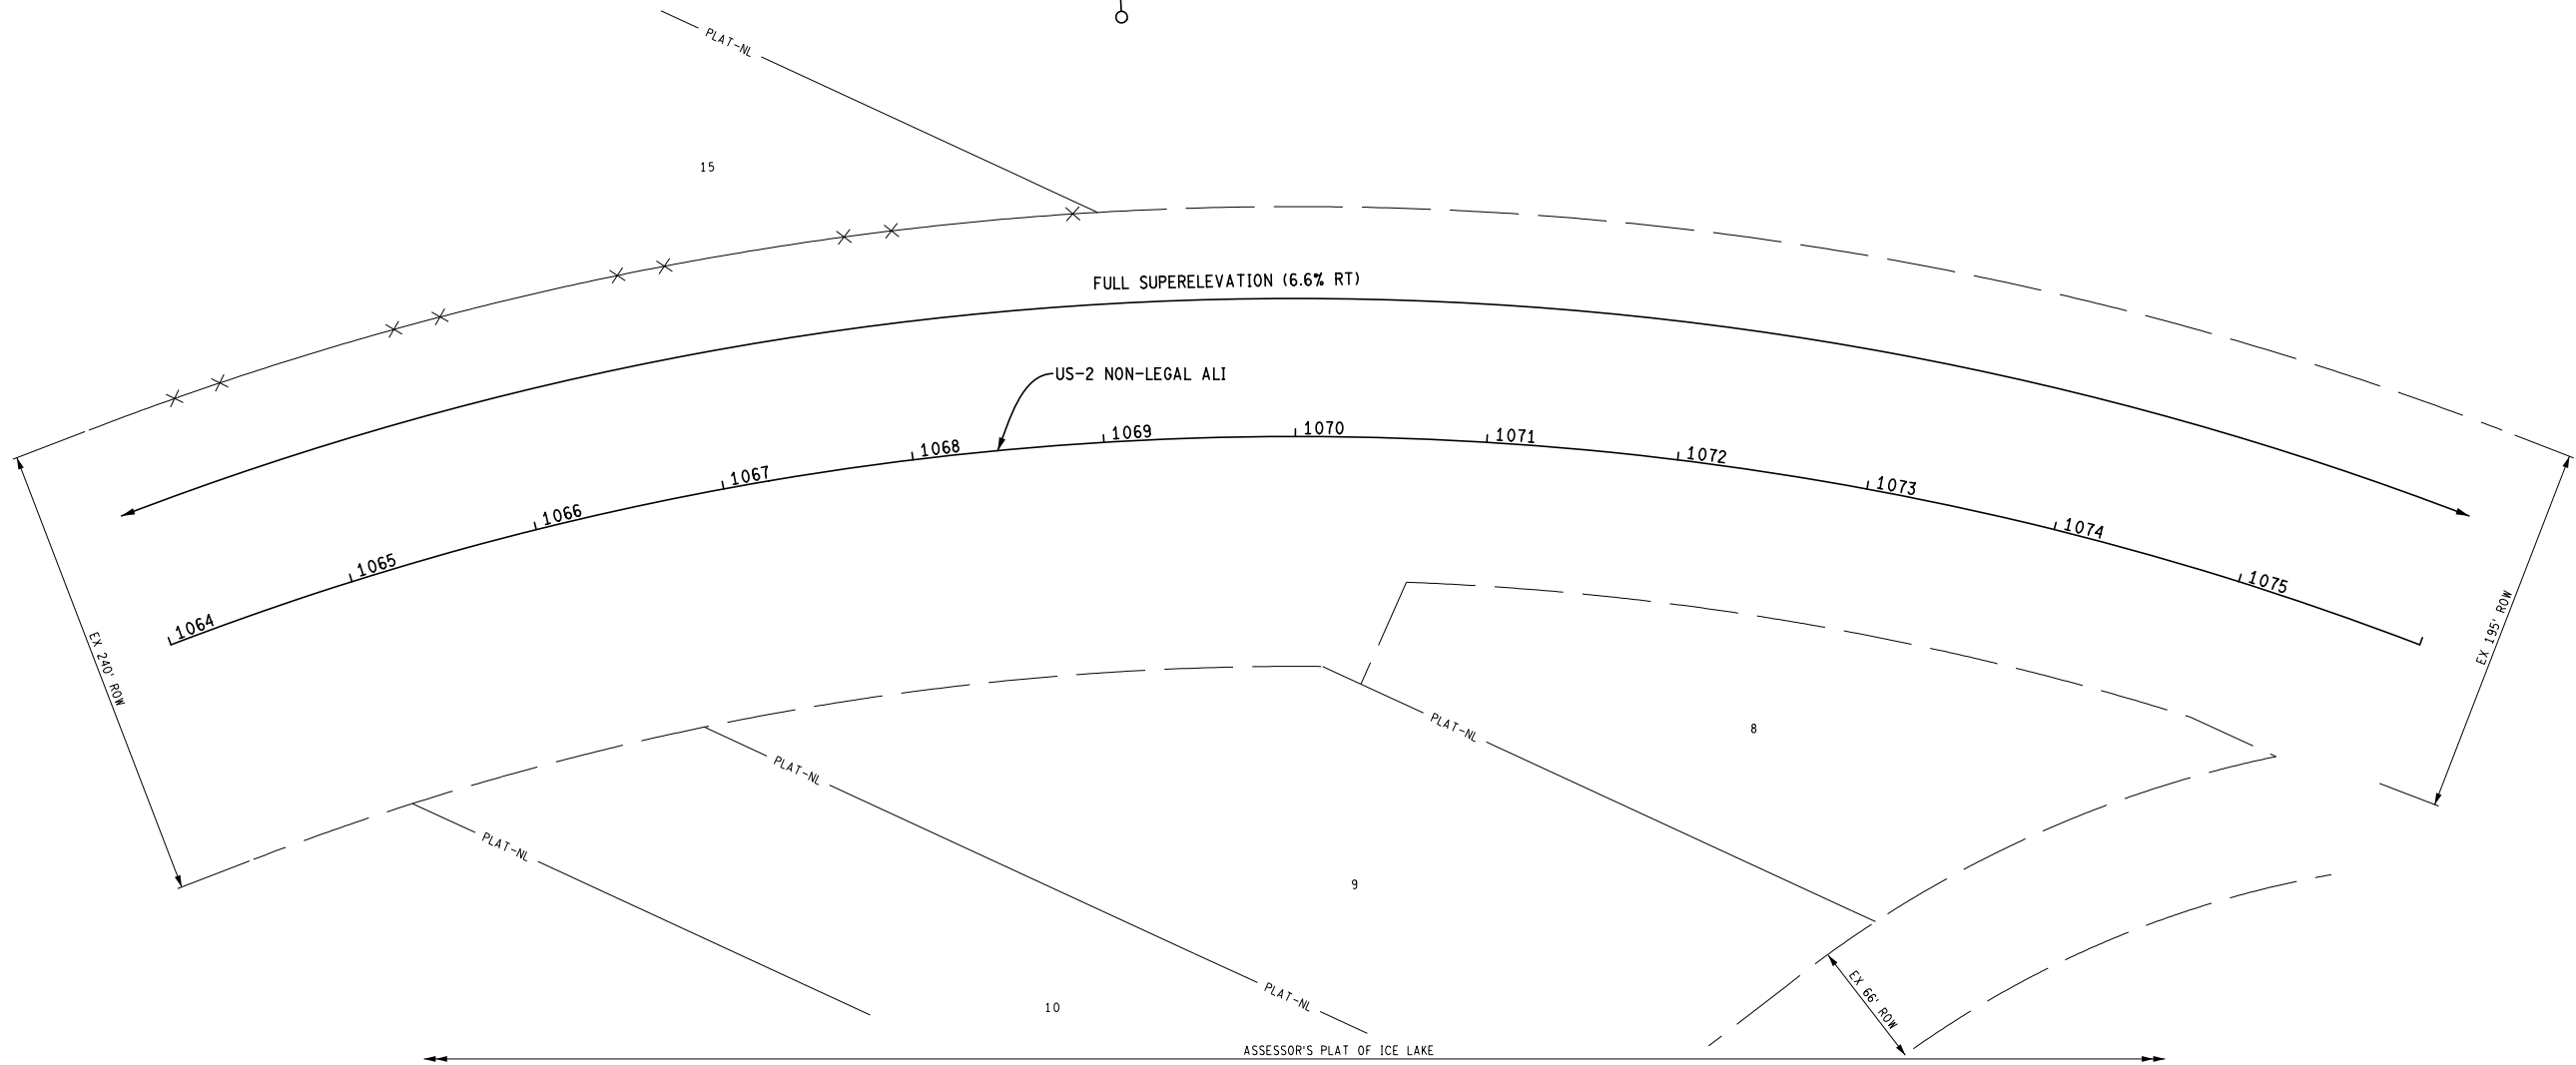 PLAT-NL
15
FULL SUPERELEVATION (6.6% RT)
US-2 NON-LEGAL ALI
1064
1065
1066
1067
1068
1069
1070
1071
1072
1073
1074
1075
EX 240' ROW
EX 195' ROW
PLAT-NL
8
PLAT-NL
PLAT-NL
9
PLAT-NL
10
EX 66' ROW
ASSESSOR'S PLAT OF ICE LAKE